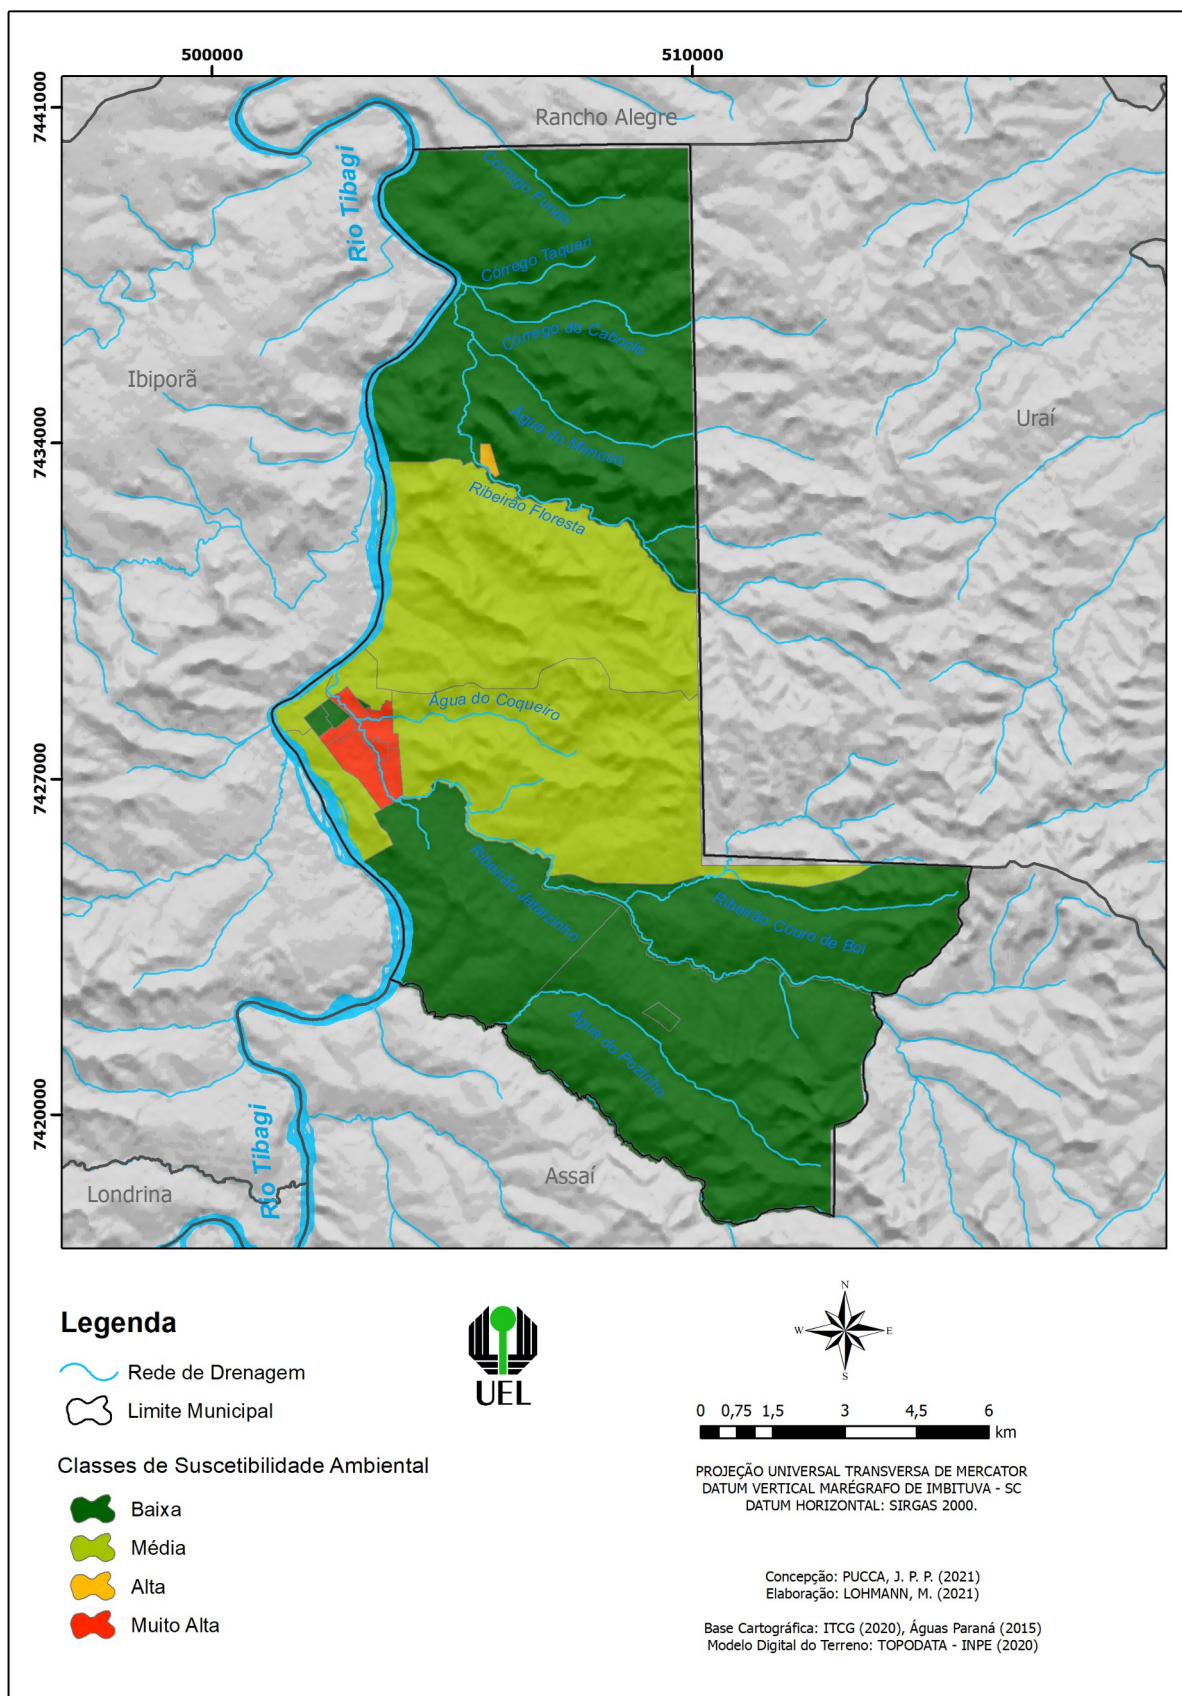 500000
510000
7441000
7434000
7427000
7420000
Rancho Alegre
Rio Tibagi
Córrego Fundo
Córrego Taquari
Córrego do Caboclo
Ibiporã
Água do Mimoso
Uraí
Ribeirão Floresta
Água do Coqueiro
Ribeirão Jataizinho
Ribeirão Couro de Boi
Água do Pozinho
Rio Tibagi
Assaí
Londrina
Legenda
Rede de Drenagem
Limite Municipal
Classes de Suscetibilidade Ambiental
Baixa
Média
Alta
Muito Alta
UEL
N
W
E
S
0 0,75 1,5 3 4,5 6
km
PROJEÇÃO UNIVERSAL TRANSVERSA DE MERCATOR
DATUM VERTICAL MARÉGRAFO DE IMBITUVA - SC
DATUM HORIZONTAL: SIRGAS 2000.
Concepção: PUCCA, J. P. P. (2021)
Elaboração: LOHMANN, M. (2021)
Base Cartográfica: ITCG (2020), Águas Paraná (2015)
Modelo Digital do Terreno: TOPODATA - INPE (2020)